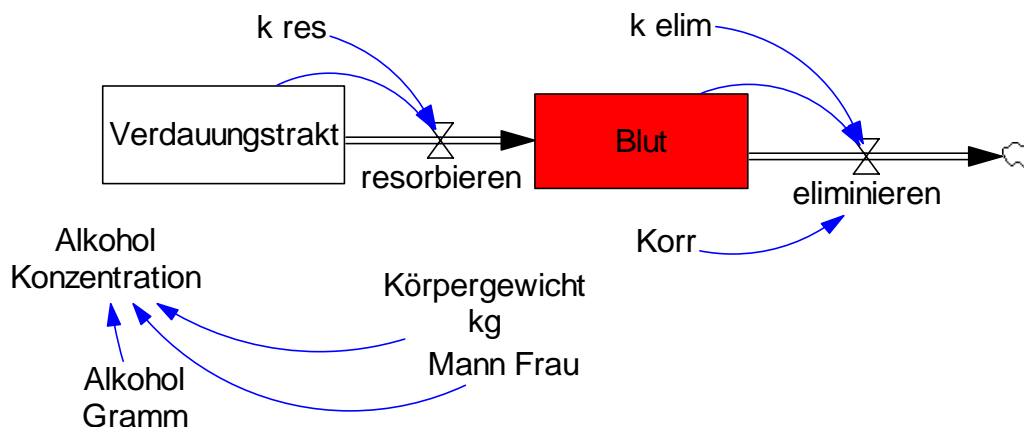 k res
k elim
Verdauungstrakt
Blut
resorbieren
eliminieren
Alkohol
Konzentration
Korr
Körpergewicht
kg
Mann Frau
Alkohol
Gramm